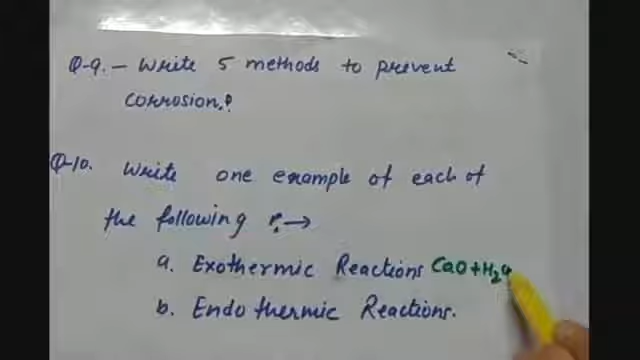 Q-9. - Write 5 methods to prevent
corrosion.?
Q-10. Write one example of each of
the following ?. →
a. Exothermic Reactions CaO + H2
b. Endothermic Reactions.